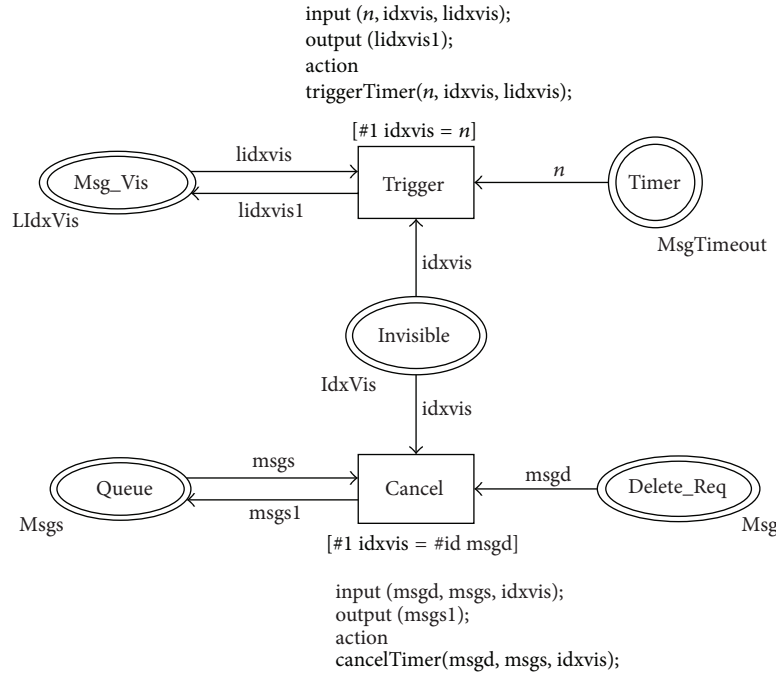 input (n, idxvis, lidxvis);
output (lidxvis1);
action
triggerTimer(n, idxvis, lidxvis);
[#1 idxvis = n]
lidxvis
Msg_Vis
Trigger
n
Timer
lidxvis1
LIdxVis
MsgTimeout
idxvis
Invisible
IdxVis
idxvis
msgs
Queue
Cancel
msgd
Delete_Req
msgs1
Msgs
Msg
[#1 idxvis = #id msgd]
input (msgd, msgs, idxvis);
output (msgs1);
action
cancelTimer(msgd, msgs, idxvis);